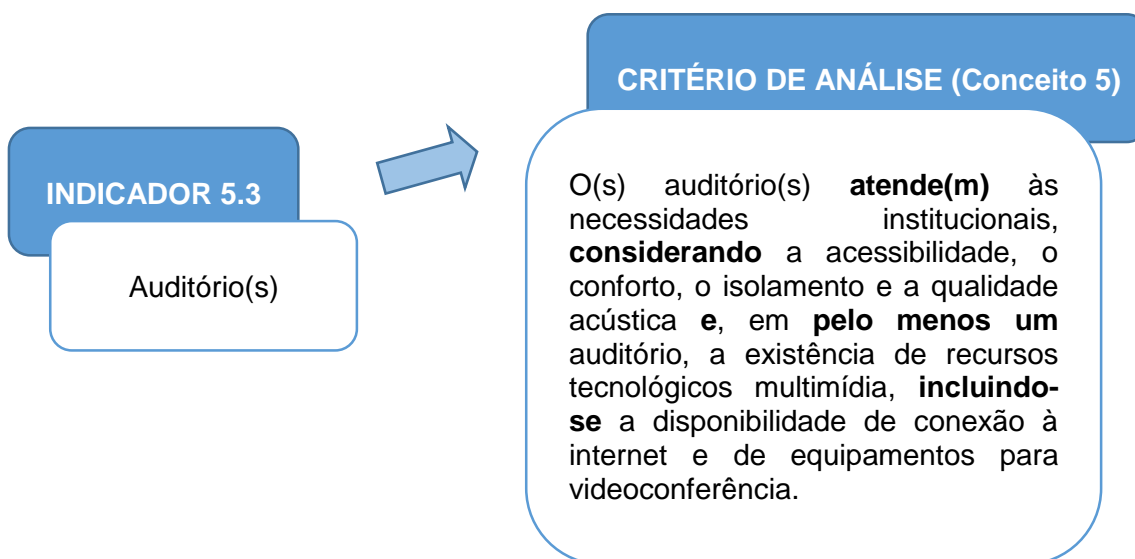 CRITÉRIO DE ANÁLISE (Conceito 5)
INDICADOR 5.3
Auditório(s)
O(s) auditório(s) atende(m) às
necessidades institucionais,
considerando a acessibilidade, o
conforto, o isolamento e a qualidade
acústica e, em pelo menos um
auditório, a existência de recursos
tecnológicos multimídia, incluindo-
se a disponibilidade de conexão à
internet e de equipamentos para
videoconferência.